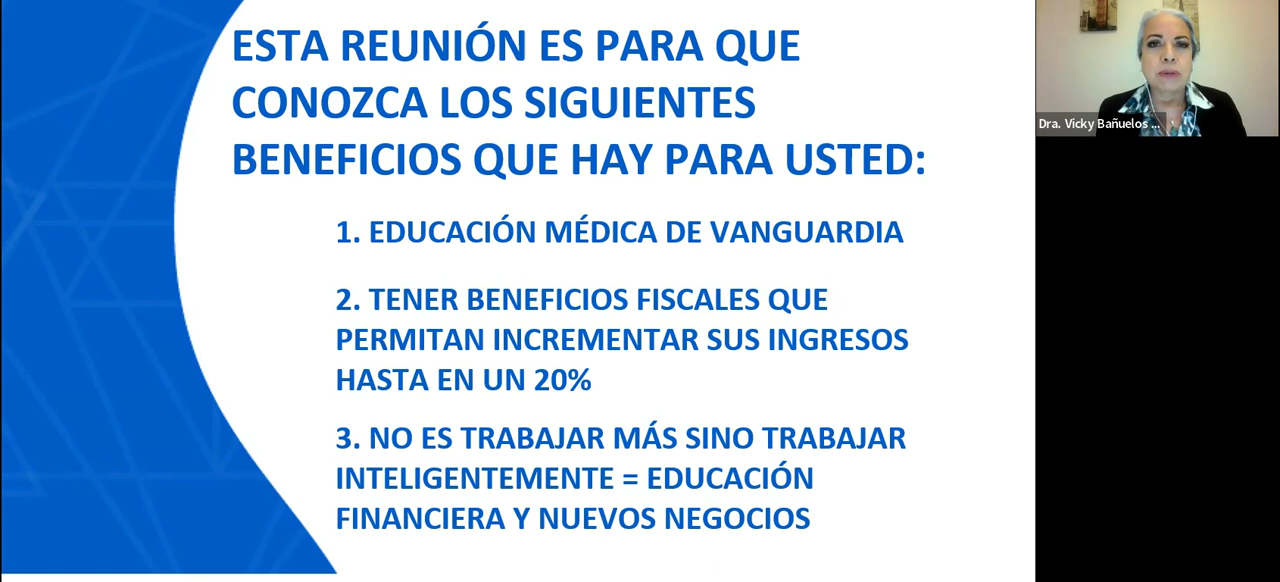 ESTA REUNIÓN ES PARA QUE
CONOZCA LOS SIGUIENTES
BENEFICIOS QUE HAY PARA USTED:
1. EDUCACIÓN MÉDICA DE VANGUARDIA
2. TENER BENEFICIOS FISCALES QUE
PERMITAN INCREMENTAR SUS INGRESOS
HASTA EN UN 20%
3. NO ES TRABAJAR MÁS SINO TRABAJAR
INTELIGENTEMENTE = EDUCACIÓN
FINANCIERA Y NUEVOS NEGOCIOS
Dra. Vicky Bañuelos ...